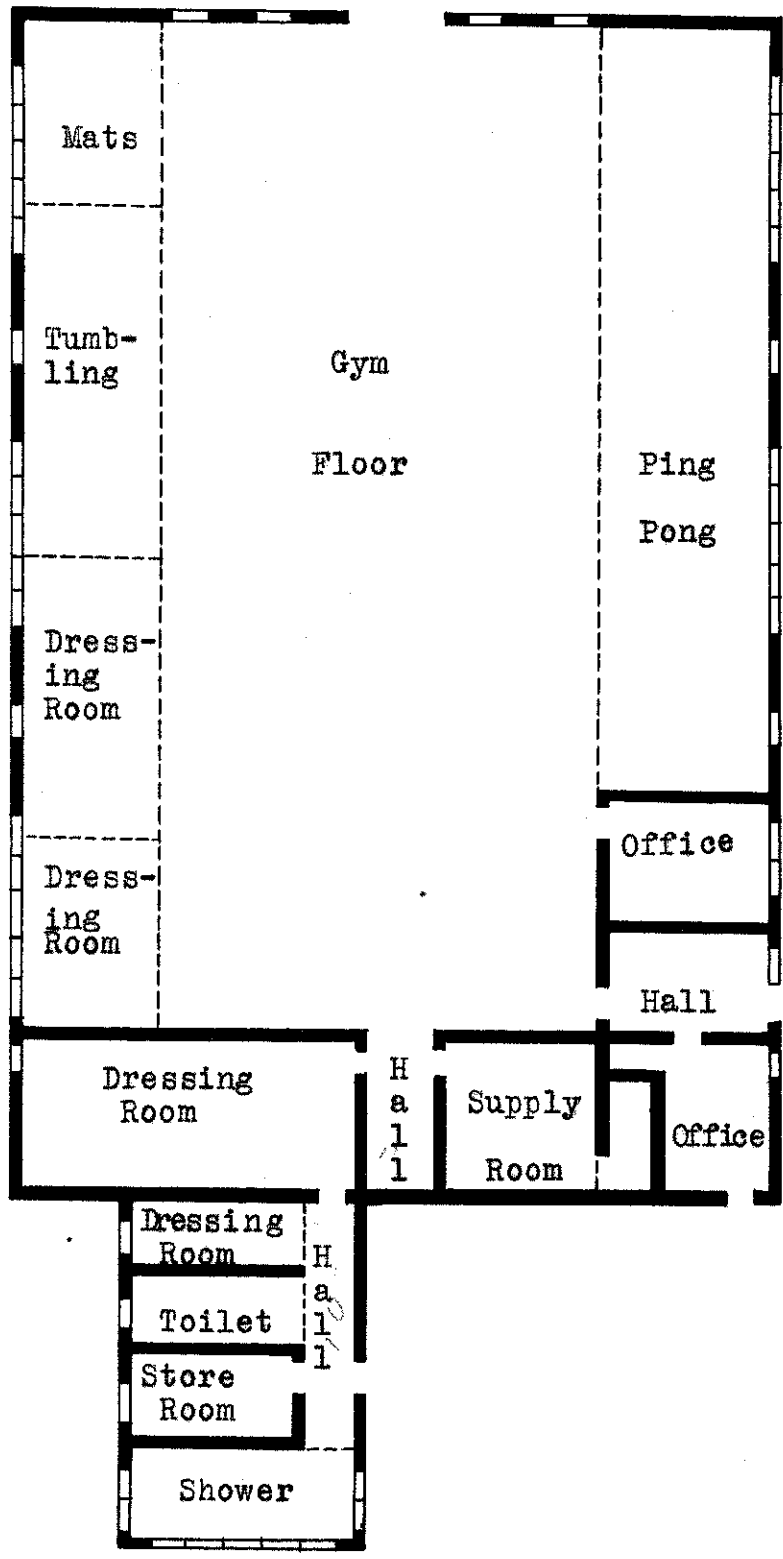 Mats
Tumb-
ling
Gym
Floor
Ping
Pong
Dress-
ing
Room
Office
Dress-
ing
Room
Hall
Dressing
Room
H
a
l
l
Supply
Room
Office
Dressing
Room
H
a
l
l
Toilet
Store
Room
Shower